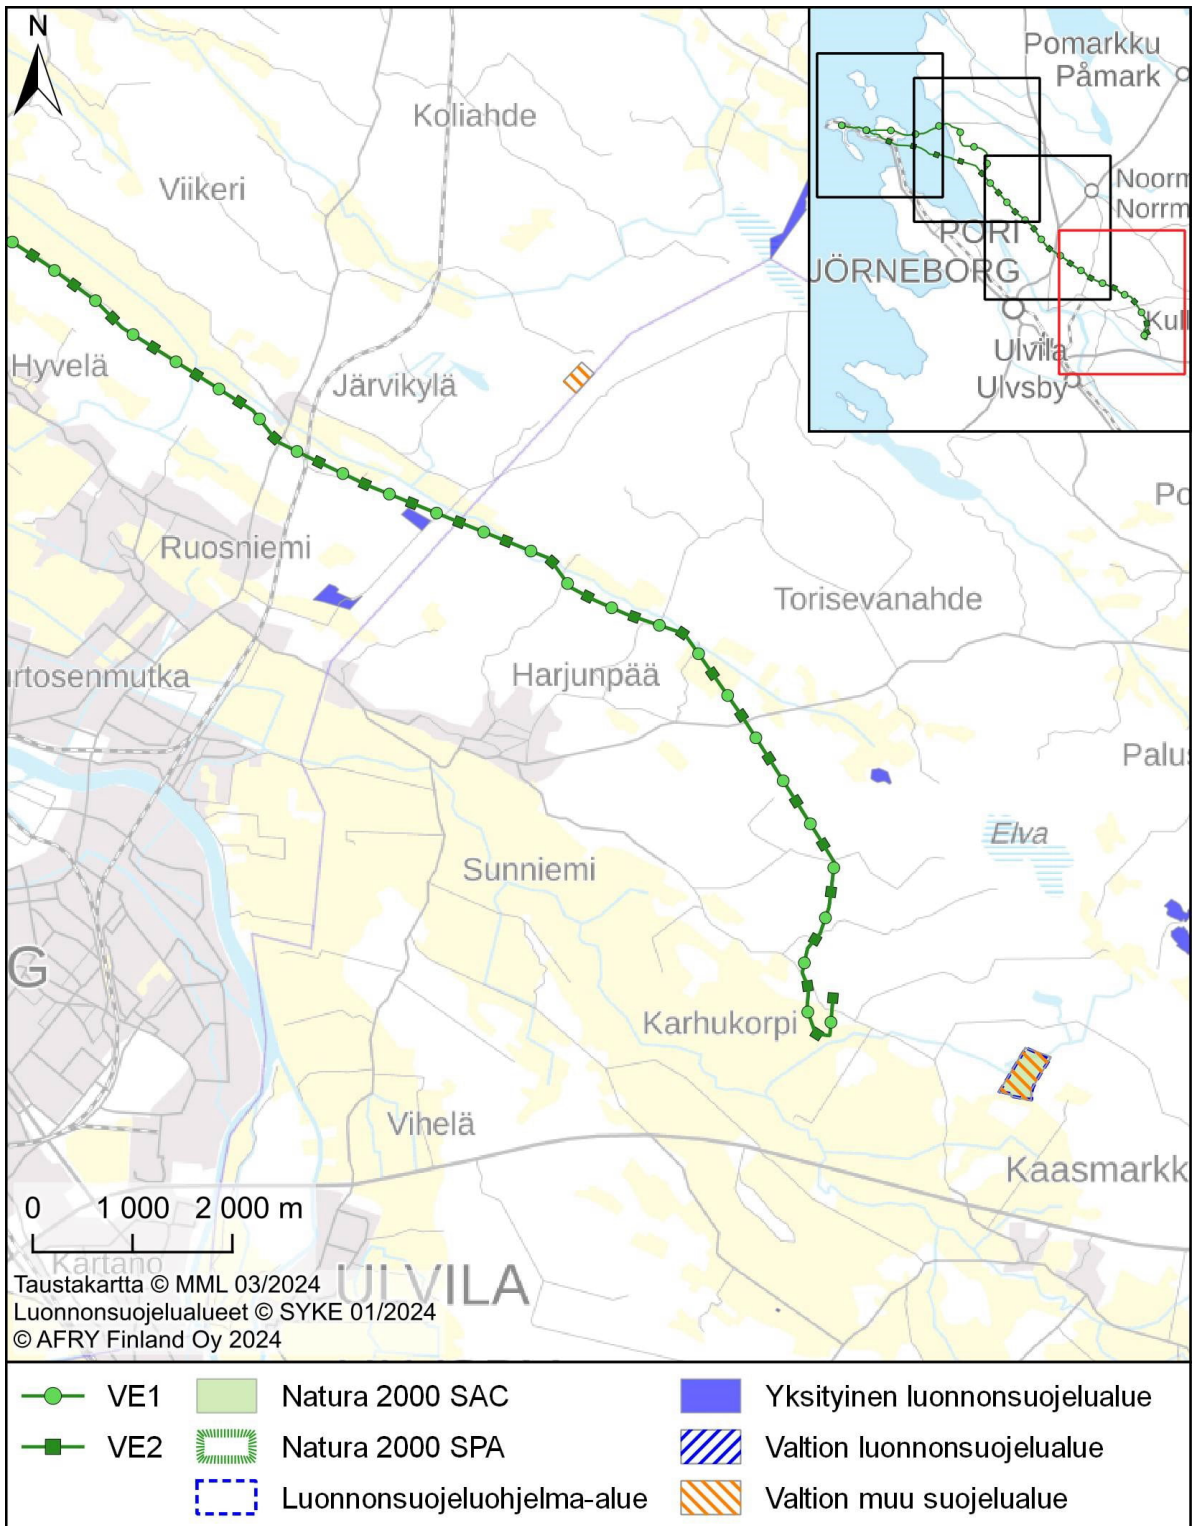 N
Koliahde
Viikeri
Hyvelä
Järvikylä
Ruosniemi
Torisevanahde
Harjunpää
urtosenmutka
Palus
Elva
Sunniemi
G
Karhukorpi
Vihelä
Kaasmarkk
ULVILA
Kartano
Po
Pomarkku
Påmark
Noorm
Norrm
PORI
JÖRNEBORG
Kull
Ulvila
Ulvsby
0 1 000 2 000 m
Taustakartta © MML 03/2024
Luonnonsuojelualueet © SYKE 01/2024
© AFRY Finland Oy 2024
VE1
VE2
Natura 2000 SAC
Natura 2000 SPA
Luonnonsuojeluohjelma-alue
Yksityinen luonnonsuojelualue
Valtion luonnonsuojelualue
Valtion muu suojelualue